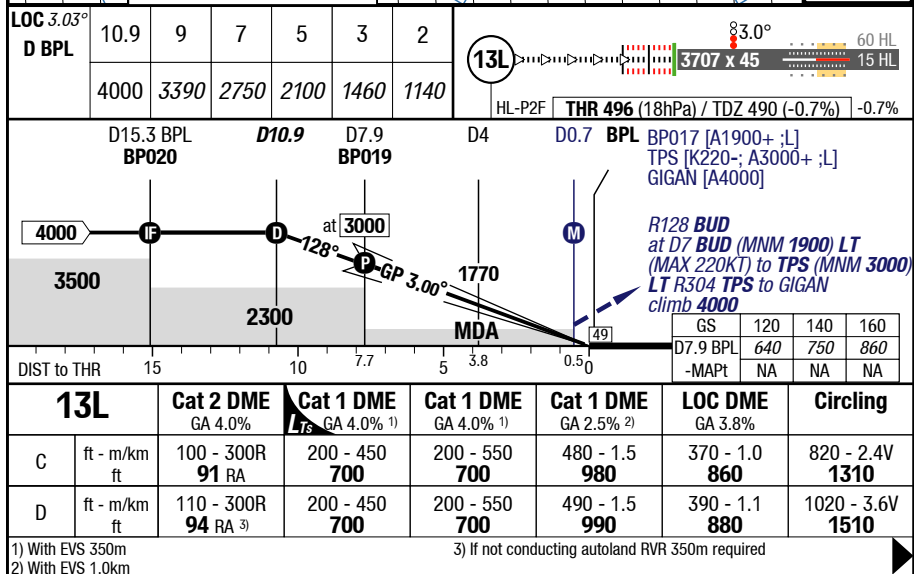 LOC 3.03°
D BPL
10.9 9 7 5 3 2
4000 3390 2750 2100 1460 1140
13L
3.0°
3707 x 45
60 HL
15 HL
HL-P2F
THR 496 (18hPa) / TDZ 490 (-0.7%)
-0.7%
D15.3 BPL
BP020
D10.9
D7.9
BP019
D4
D0.7
BPL
BP017 [A1900+ ;L]
TPS [K220-; A3000+ ;L]
GIGAN [A4000]
R128 BUD
at D7 BUD (MNM 1900) LT
(MAX 220KT) to TPS (MNM 3000)
LT R304 TPS to GIGAN
climb 4000
4000
IF
D
at 3000
128°
P
GP 3.00°
1770
M
3500
2300
MDA
49
GS 120 140 160
D7.9 BPL 640 750 860
-MAPt NA NA NA
DIST to THR 15 10 7.7 5 3.8 0.5 0
13L
Cat 2 DME
GA 4.0%
LTS
Cat 1 DME
GA 4.0% 1)
Cat 1 DME
GA 4.0% 1)
Cat 1 DME
GA 2.5% 2)
LOC DME
GA 3.8%
Circling
C ft - m/km 100 - 300R 200 - 450 200 - 550 480 - 1.5 370 - 1.0 820 - 2.4V
ft 91 RA 700 700 980 860 1310
D ft - m/km 110 - 300R 200 - 450 200 - 550 490 - 1.5 390 - 1.1 1020 - 3.6V
ft 94 RA 3) 700 700 990 880 1510
1) With EVS 350m
3) If not conducting autoland RVR 350m required
2) With EVS 1.0km